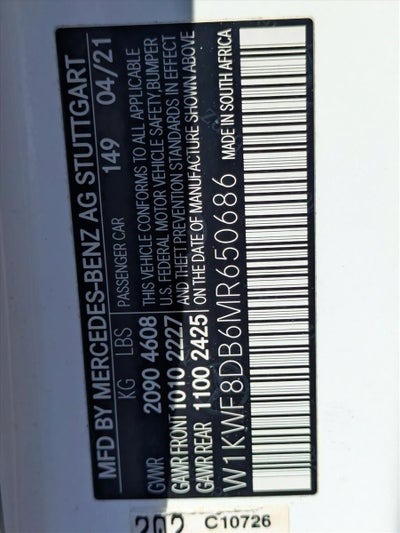 MFD BY MERCEDES-BENZ AG STUTTGART
KG LBS PASSENGER CAR 149 04/21
GVWR 2090 4608 THIS VEHICLE CONFORMS TO ALL APPLICABLE
U.S. FEDERAL MOTOR VEHICLE SAFETY,BUMPER
GAWR FRONT 1010 2227 AND THEFT PREVENTION STANDARDS IN EFFECT
GAWR REAR 1100 2425 ON THE DATE OF MANUFACTURE SHOWN ABOVE
W1KWF8DB6MR650686 MADE IN SOUTH AFRICA
C10726